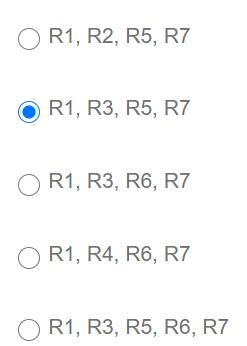 R1, R2, R5, R7
R1, R3, R5, R7
R1, R3, R6, R7
R1, R4, R6, R7
R1, R3, R5, R6, R7